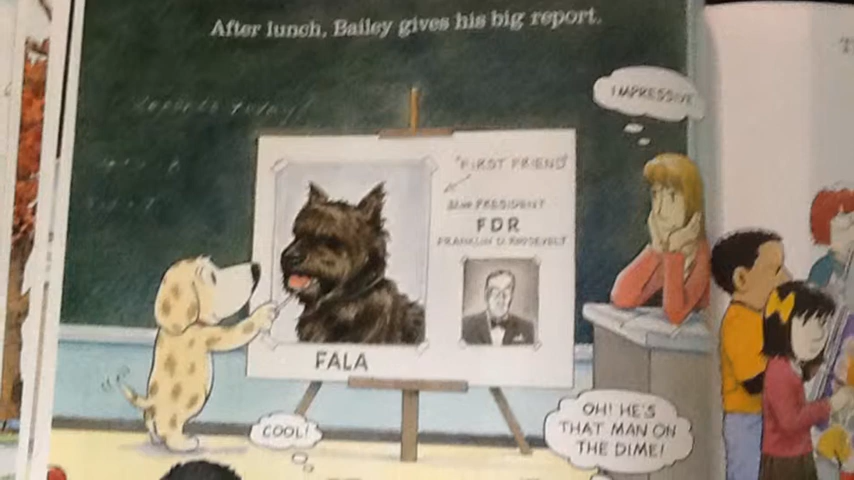 After lunch, Bailey gives his big report.
IMPRESSIVE
"FIRST FRIEND"
PRESIDENT
FDR
FRANKLIN D. ROOSEVELT
FALA
COOL!
OH! HE'S
THAT MAN ON
THE DIME!
T